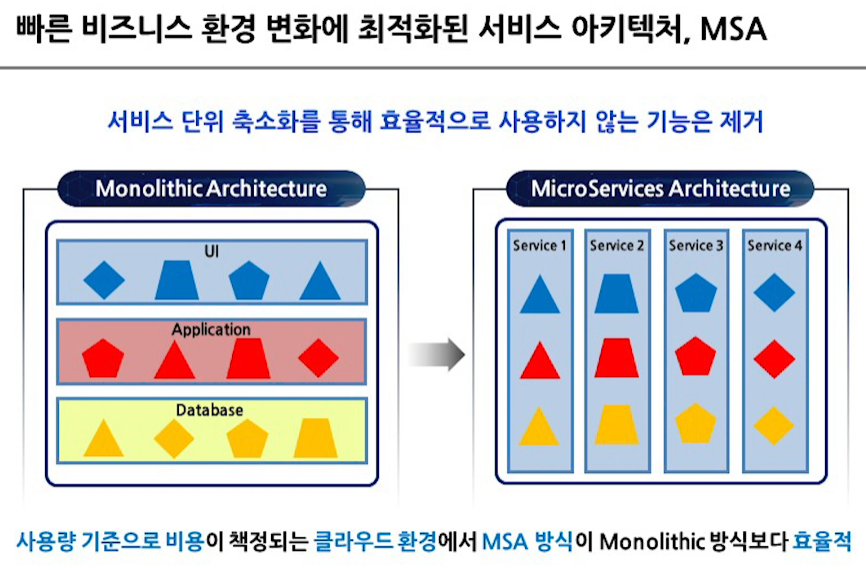 빠른 비즈니스 환경 변화에 최적화된 서비스 아키텍처, MSA
서비스 단위 축소화를 통해 효율적으로 사용하지 않는 기능은 제거
Monolithic Architecture
UI
Application
Database
MicroServices Architecture
Service 1
Service 2
Service 3
Service 4
사용량 기준으로 비용이 책정되는 클라우드 환경에서 MSA 방식이 Monolithic 방식보다 효율적